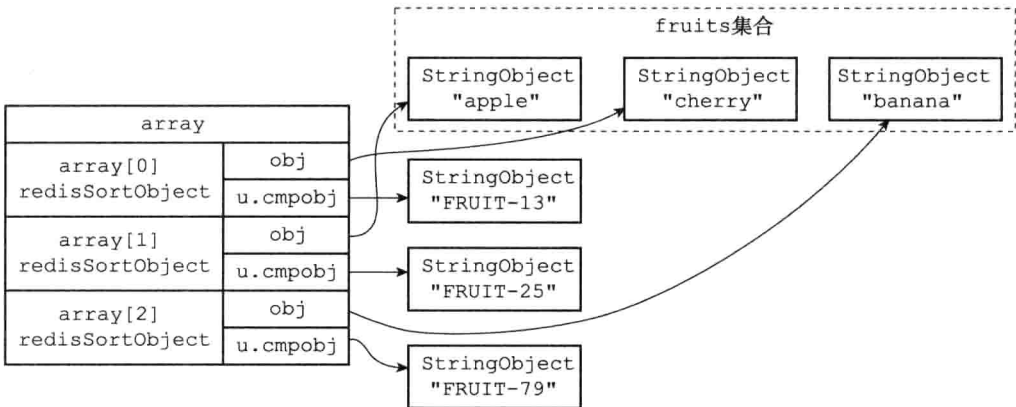 fruits集合
StringObject
"apple"
StringObject
"cherry"
StringObject
"banana"
array
array[0]
redisSortObject
obj
u.cmpobj
array[1]
redisSortObject
obj
u.cmpobj
array[2]
redisSortObject
obj
u.cmpobj
StringObject
"FRUIT-13"
StringObject
"FRUIT-25"
StringObject
"FRUIT-79"